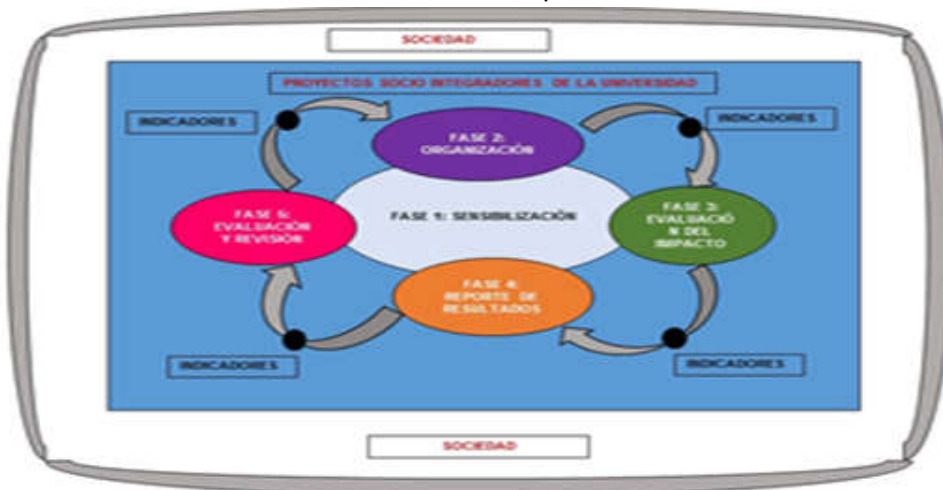 SOCIEDAD
PROYECTOS SOCIO INTEGRADORES DE LA UNIVERSIDAD
INDICADORES
INDICADORES
FASE 2:
ORGANIZACIÓN
FASE 1: SENSIBILIZACIÓN
FASE 5:
EVALUACIÓN
Y REVISIÓN
FASE 3:
EVALUACIÓ
N DEL
IMPACTO
FASE 4:
REPORTE DE
RESULTADOS
INDICADORES
INDICADORES
SOCIEDAD